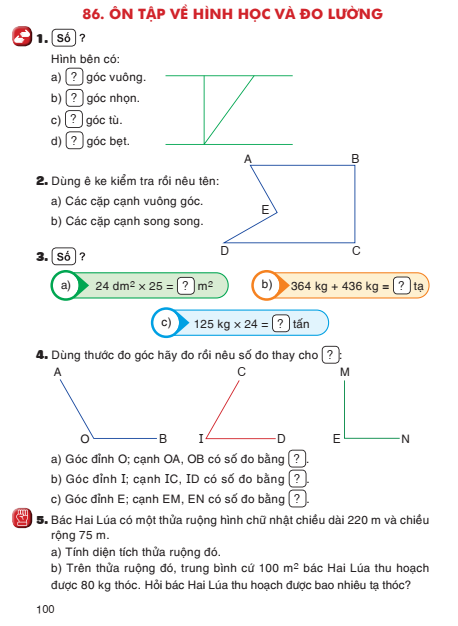 86. ÔN TẬP VỀ HÌNH HỌC VÀ ĐO LƯỜNG
1. Số ?
Hình bên có:
a) ? góc vuông.
b) ? góc nhọn.
c) ? góc tù.
d) ? góc bẹt.
2. Dùng ê ke kiểm tra rồi nêu tên:
a) Các cặp cạnh vuông góc.
b) Các cặp cạnh song song.
A B
E
D C
3. Số ?
a) 24 dm² × 25 = ? m²
b) 364 kg + 436 kg = ? tạ
c) 125 kg × 24 = ? tấn
4. Dùng thước đo góc hãy đo rồi nêu số đo thay cho ? :
A C M
O B I D E N
a) Góc đỉnh O; cạnh OA, OB có số đo bằng ? .
b) Góc đỉnh I; cạnh IC, ID có số đo bằng ? .
c) Góc đỉnh E; cạnh EM, EN có số đo bằng ? .
5. Bác Hai Lúa có một thửa ruộng hình chữ nhật chiều dài 220 m và chiều
rộng 75 m.
a) Tính diện tích thửa ruộng đó.
b) Trên thửa ruộng đó, trung bình cứ 100 m² bác Hai Lúa thu hoạch
được 80 kg thóc. Hỏi bác Hai Lúa thu hoạch được bao nhiêu tạ thóc?
100